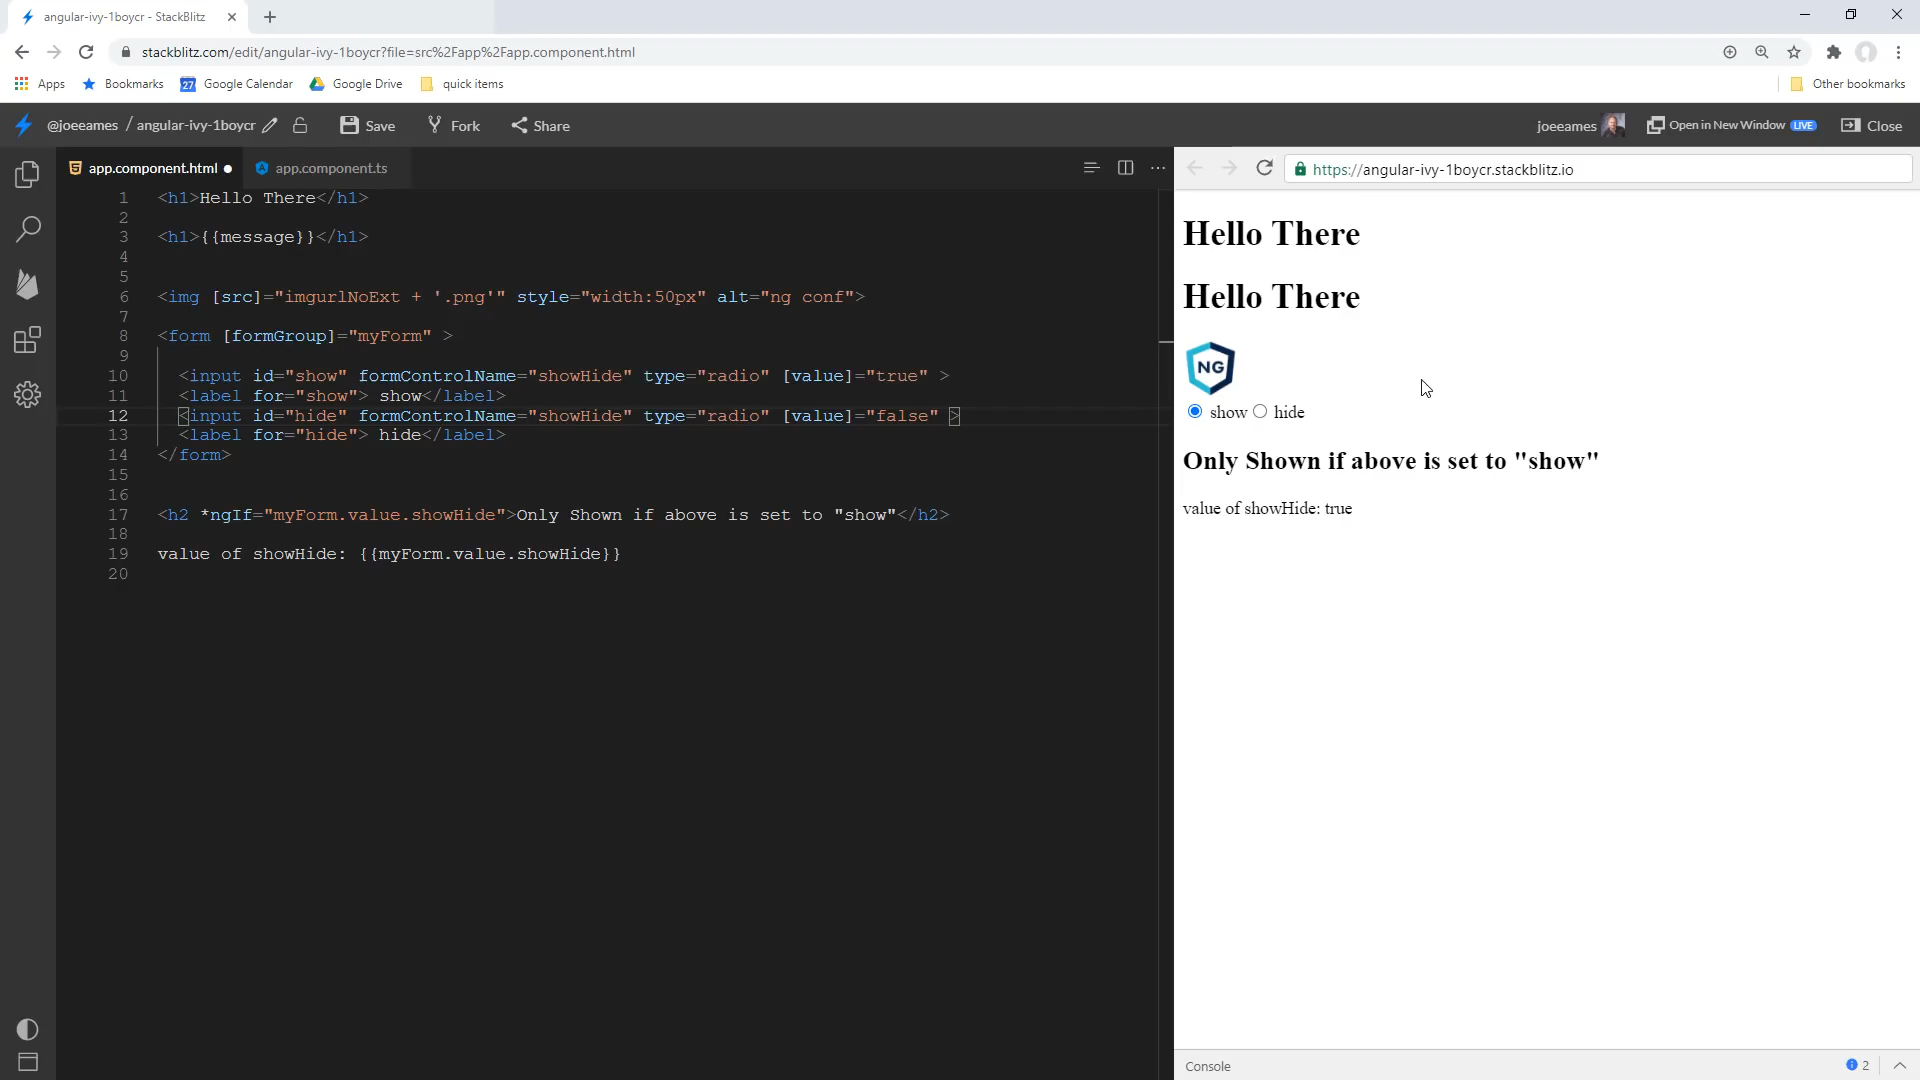 angular-ivy-1boycr - StackBlitz
stackblitz.com/edit/angular-ivy-1boycr?file=src%2Fapp%2Fapp.component.html
Apps
Bookmarks
27
Google Calendar
Google Drive
quick items
Other bookmarks
@joeeames / angular-ivy-1boycr
Save
Fork
Share
joeeames
Open in New Window LIVE
Close
app.component.html
app.component.ts
https://angular-ivy-1boycr.stackblitz.io
1 <h1>Hello There</h1>
2
3 <h1>{{message}}</h1>
4
5
6 <img [src]="imgurlNoExt + '.png'" style="width:50px" alt="ng conf">
7
8 <form [formGroup]="myForm" >
9
10 <input id="show" formControlName="showHide" type="radio" [value]="true" >
11 <label for="show"> show</label>
12 <input id="hide" formControlName="showHide" type="radio" [value]="false" >
13 <label for="hide"> hide</label>
14 </form>
15
16
17 <h2 *ngIf="myForm.value.showHide">Only Shown if above is set to "show"</h2>
18
19 value of showHide: {{myForm.value.showHide}}
20
Hello There
Hello There
NG
show hide
Only Shown if above is set to "show"
value of showHide: true
Console
2